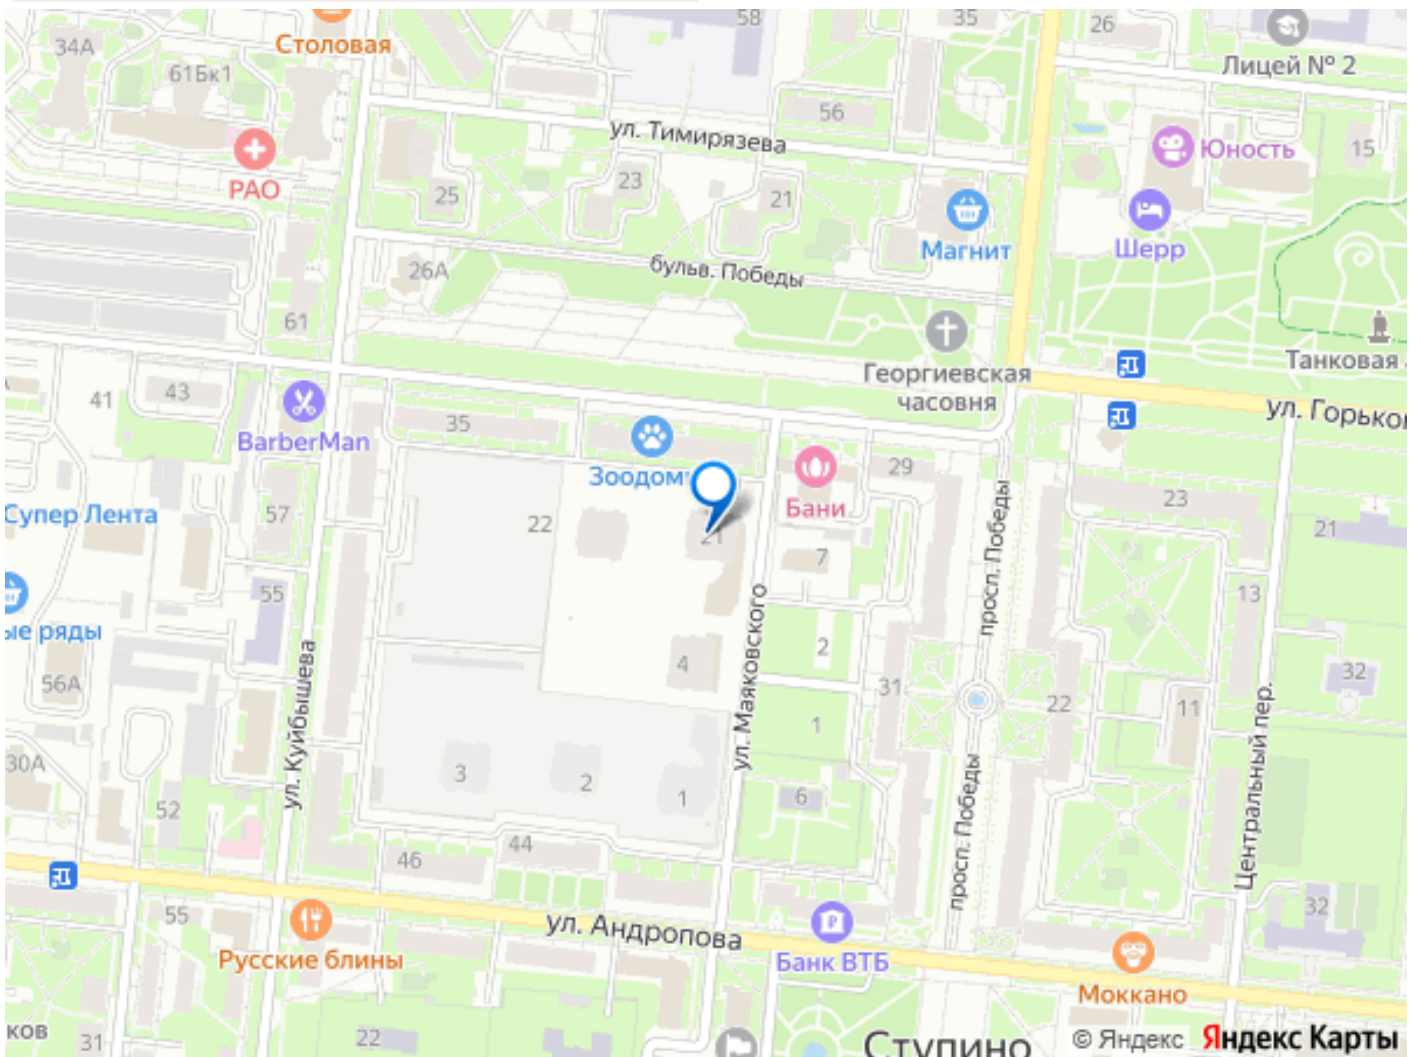 58
35
26
34А
Столовая
Лицей № 2
61Бк1
56
ул. Тимирязева
Юность
15
РАО
25
23
21
Магнит
Шерр
26А
бульв. Победы
61
Георгиевская
часовня
Танковая
43
41
35
BarberMan
ул. Горьког
Зоодом
29
Бани
23
Супер Лента
57
22
21
7
21
просп. Победы
55
13
ые ряды
2
4
56А
ул. Куйбышева
ул. Маяковского
31
22
32
11
1
30А
3
2
1
6
52
просп. Победы
Центральный пер.
46
44
55
ул. Андропова
32
Русские блины
Банк ВТБ
Моккано
ков
31
22
Ступино
© Яндекс Яндекс Карты